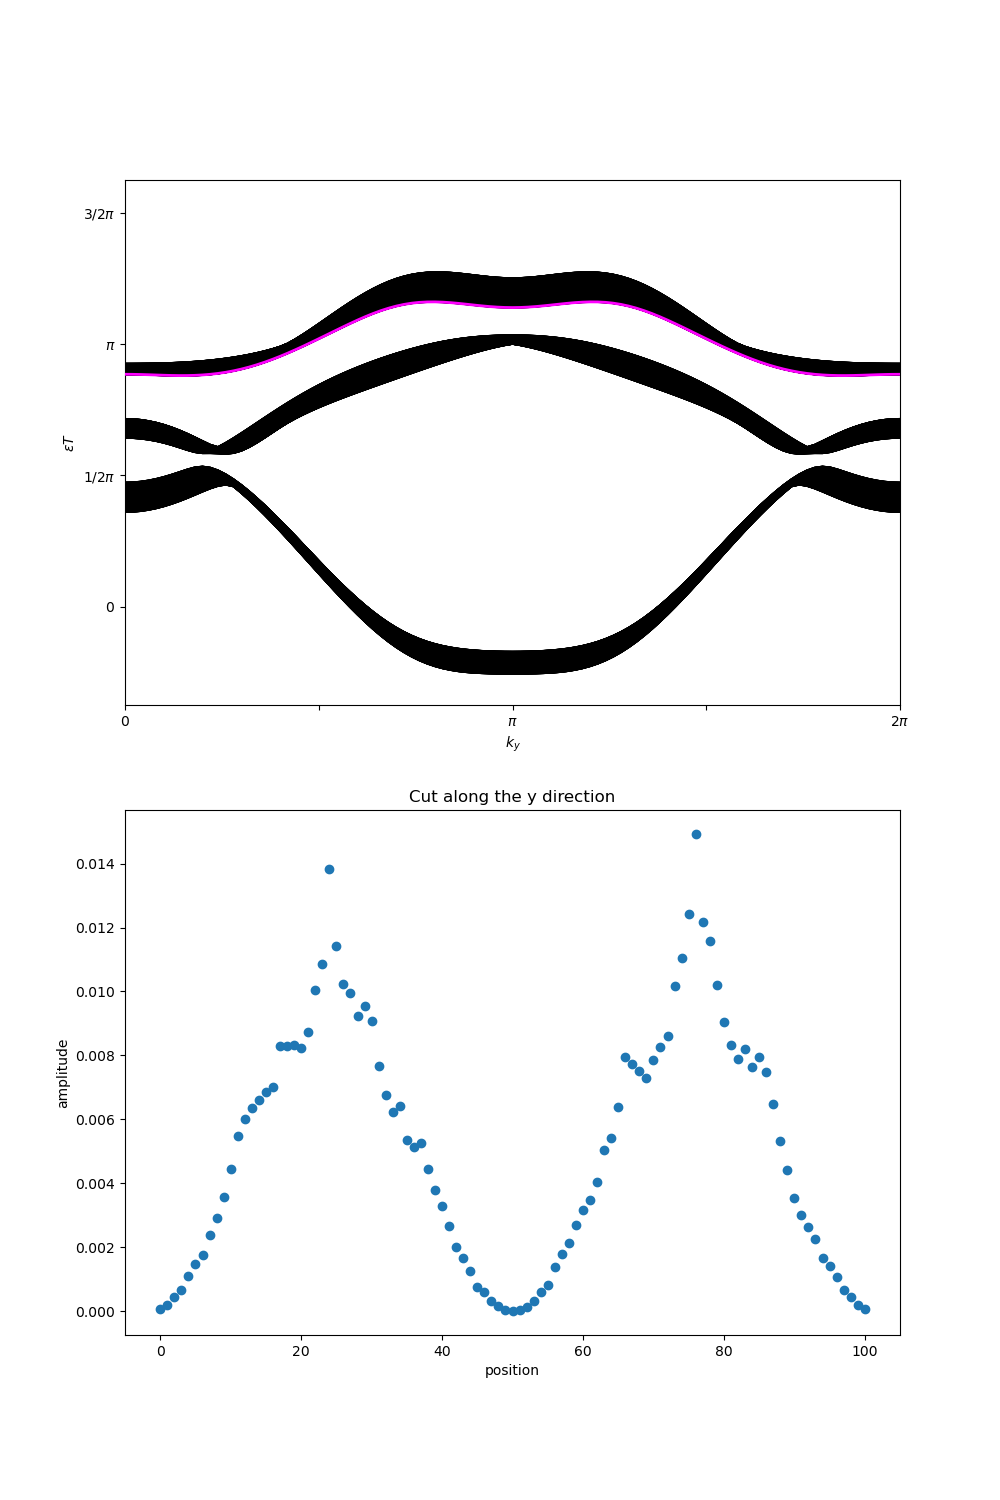 3/2π
π
1/2π
0
εT
0
π
2π
k_y
Cut along the y direction
0.014
0.012
0.010
0.008
0.006
0.004
0.002
0.000
amplitude
0
20
40
60
80
100
position